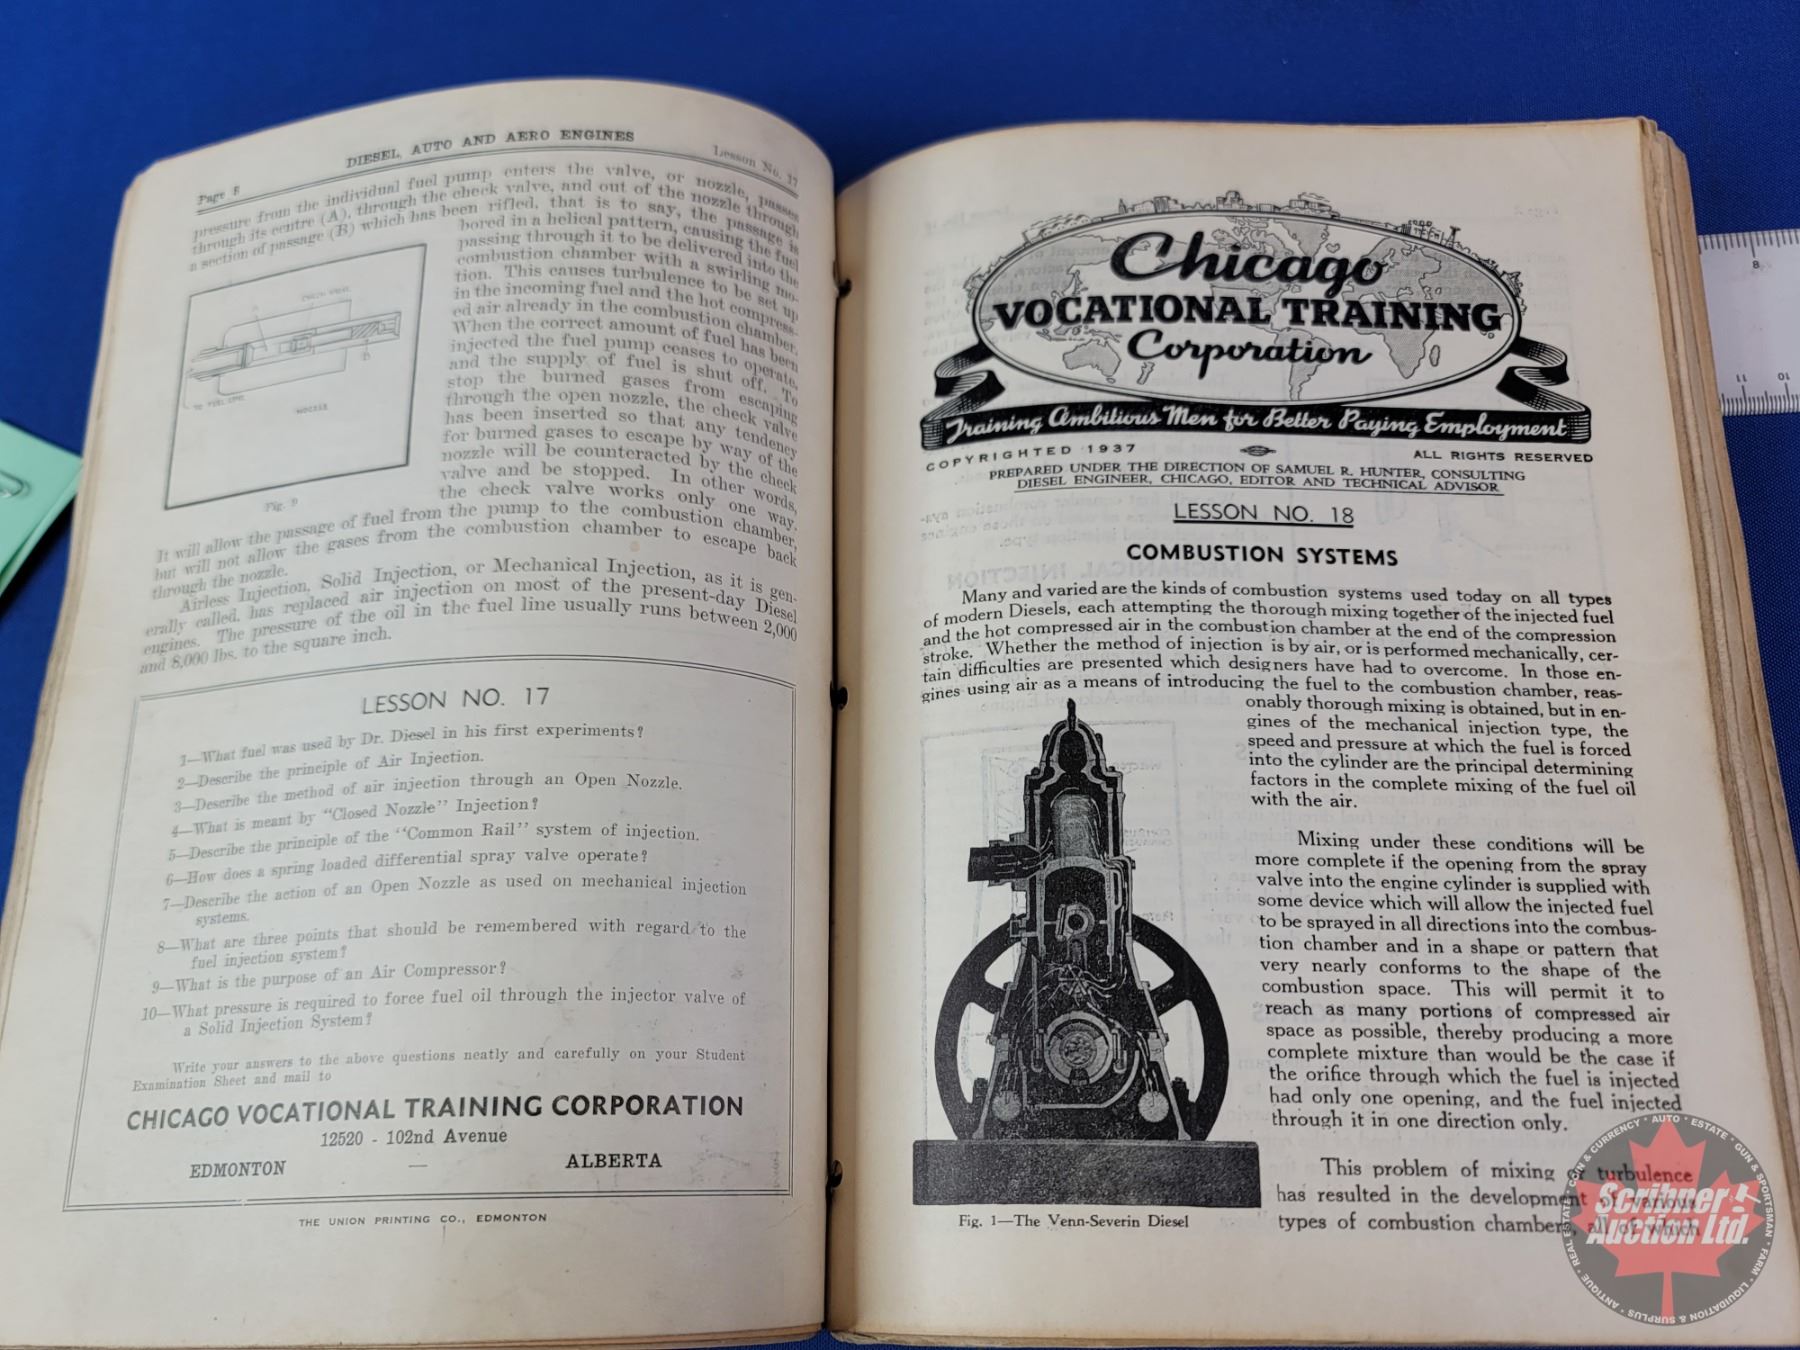 DIESEL, AUTO AND AERO ENGINES
Page 8
Lesson No. 17
pressure from the individual fuel pump enters the valve, or nozzle, passes
through its centre (A), through the check valve, and out of the nozzle through
a section of passage (B) which has been rifled, that is to say, the passage is
bored in a helical pattern, causing the fuel
passing through it to be delivered into the
combustion chamber with a swirling mo-
tion. This causes turbulence to be set up
in the incoming fuel and the hot compress-
ed air already in the combustion chamber.
When the correct amount of fuel has been
injected the fuel pump ceases to operate,
and the supply of fuel is shut off. To
stop the burned gases from escaping
through the open nozzle, the check valve
has been inserted so that any tendency
for burned gases to escape by way of the
nozzle will be counteracted by the check
valve and be stopped. In other words,
the check valve works only one way.
CHECK VALVE
A
B
TO FUEL LINE
NOZZLE
Fig. 9
It will allow the passage of fuel from the pump to the combustion chamber,
but will not allow the gases from the combustion chamber to escape back
through the nozzle.
Airless Injection, Solid Injection, or Mechanical Injection, as it is gen-
erally called, has replaced air injection on most of the present-day Diesel
engines. The pressure of the oil in the fuel line usually runs between 2,000
and 8,000 lbs. to the square inch.
LESSON NO. 17
1—What fuel was used by Dr. Diesel in his first experiments?
2—Describe the principle of Air Injection.
3—Describe the method of air injection through an Open Nozzle.
4—What is meant by "Closed Nozzle" Injection?
5—Describe the principle of the "Common Rail" system of injection.
6—How does a spring loaded differential spray valve operate?
7—Describe the action of an Open Nozzle as used on mechanical injection
systems.
8—What are three points that should be remembered with regard to the
fuel injection system?
9—What is the purpose of an Air Compressor?
10—What pressure is required to force fuel oil through the injector valve of
a Solid Injection System?
Write your answers to the above questions neatly and carefully on your Student
Examination Sheet and mail to
CHICAGO VOCATIONAL TRAINING CORPORATION
12520 - 102nd Avenue
EDMONTON — ALBERTA
THE UNION PRINTING CO., EDMONTON
Chicago
VOCATIONAL TRAINING
Corporation
Training Ambitious Men for Better Paying Employment
COPYRIGHTED 1937
ALL RIGHTS RESERVED
PREPARED UNDER THE DIRECTION OF SAMUEL R. HUNTER, CONSULTING
DIESEL ENGINEER, CHICAGO, EDITOR AND TECHNICAL ADVISOR
LESSON NO. 18
COMBUSTION SYSTEMS
Many and varied are the kinds of combustion systems used today on all types
of modern Diesels, each attempting the thorough mixing together of the injected fuel
and the hot compressed air in the combustion chamber at the end of the compression
stroke. Whether the method of injection is by air, or is performed mechanically, cer-
tain difficulties are presented which designers have had to overcome. In those en-
gines using air as a means of introducing the fuel to the combustion chamber, reas-
onably thorough mixing is obtained, but in en-
gines of the mechanical injection type, the
speed and pressure at which the fuel is forced
into the cylinder are the principal determining
factors in the complete mixing of the fuel oil
with the air.
Mixing under these conditions will be
more complete if the opening from the spray
valve into the engine cylinder is supplied with
some device which will allow the injected fuel
to be sprayed in all directions into the combus-
tion chamber and in a shape or pattern that
very nearly conforms to the shape of the
combustion space. This will permit it to
reach as many portions of compressed air
space as possible, thereby producing a more
complete mixture than would be the case if
the orifice through which the fuel is injected
had only one opening, and the fuel injected
through it in one direction only.
This problem of mixing or turbulence
has resulted in the development of various
types of combustion chambers, all of which
Fig. 1—The Venn-Severin Diesel
8
11 10
Scribner
Auction Ltd.
AUTO • ESTATE • GUN & SPORTSMAN • FARM • LIQUIDATION & SURPLUS • ANTIQUE • REAL ESTATE • COIN & CURRENCY